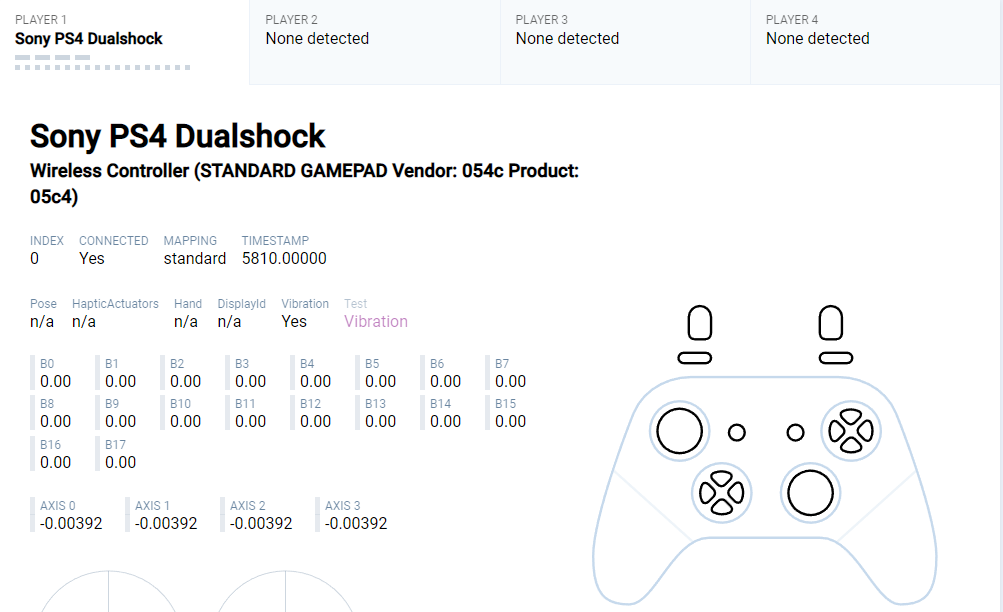 PLAYER 1 PLAYER 2 PLAYER 3 PLAYER 4
Sony PS4 Dualshock None detected None detected None detected
Sony PS4 Dualshock
Wireless Controller (STANDARD GAMEPAD Vendor: 054c Product:
05c4)
INDEX CONNECTED MAPPING TIMESTAMP
0 Yes standard 5810.00000
Pose HapticActuators Hand DisplayId Vibration Test
n/a n/a n/a n/a Yes Vibration
B0 B1 B2 B3 B4 B5 B6 B7
0.00 0.00 0.00 0.00 0.00 0.00 0.00 0.00
B8 B9 B10 B11 B12 B13 B14 B15
0.00 0.00 0.00 0.00 0.00 0.00 0.00 0.00
B16 B17
0.00 0.00
AXIS 0 AXIS 1 AXIS 2 AXIS 3
-0.00392 -0.00392 -0.00392 -0.00392